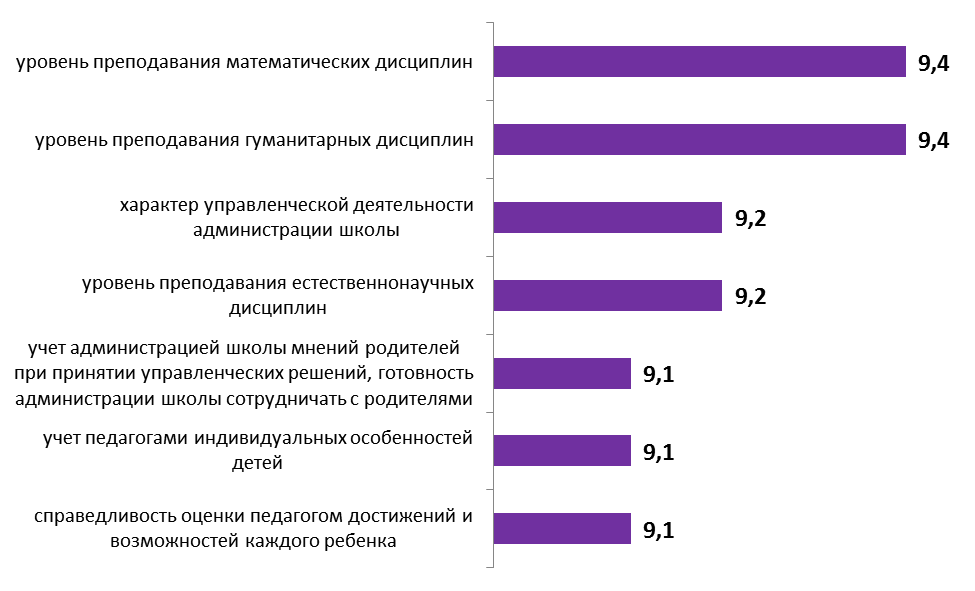 уровень преподавания математических дисциплин
9,4
уровень преподавания гуманитарных дисциплин
9,4
характер управленческой деятельности
администрации школы
9,2
уровень преподавания естественнонаучных
дисциплин
9,2
учет администрацией школы мнений родителей
при принятии управленческих решений, готовность
администрации школы сотрудничать с родителями
9,1
учет педагогами индивидуальных особенностей
детей
9,1
справедливость оценки педагогом достижений и
возможностей каждого ребенка
9,1